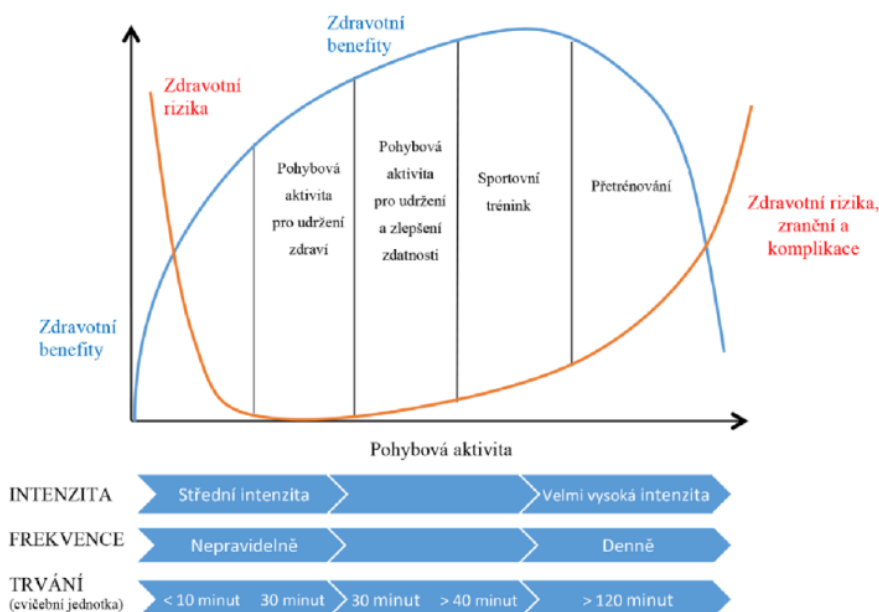 Zdravotní
benefity
Zdravotní
rizika
Pohybová
aktivita
pro udržení
zdraví
Pohybová
aktivita
pro udržení
a zlepšení
zdatnosti
Sportovní
trénink
Přetrénování
Zdravotní rizika,
zranění a
komplikace
Zdravotní
benefity
Pohybová aktivita
INTENZITA
Střední intenzita
Velmi vysoká intenzita
FREKVENCE
Nepravidelně
Denně
TRVÁNÍ
(cvičební jednotka)
< 10 minut
30 minut
30 minut
> 40 minut
> 120 minut